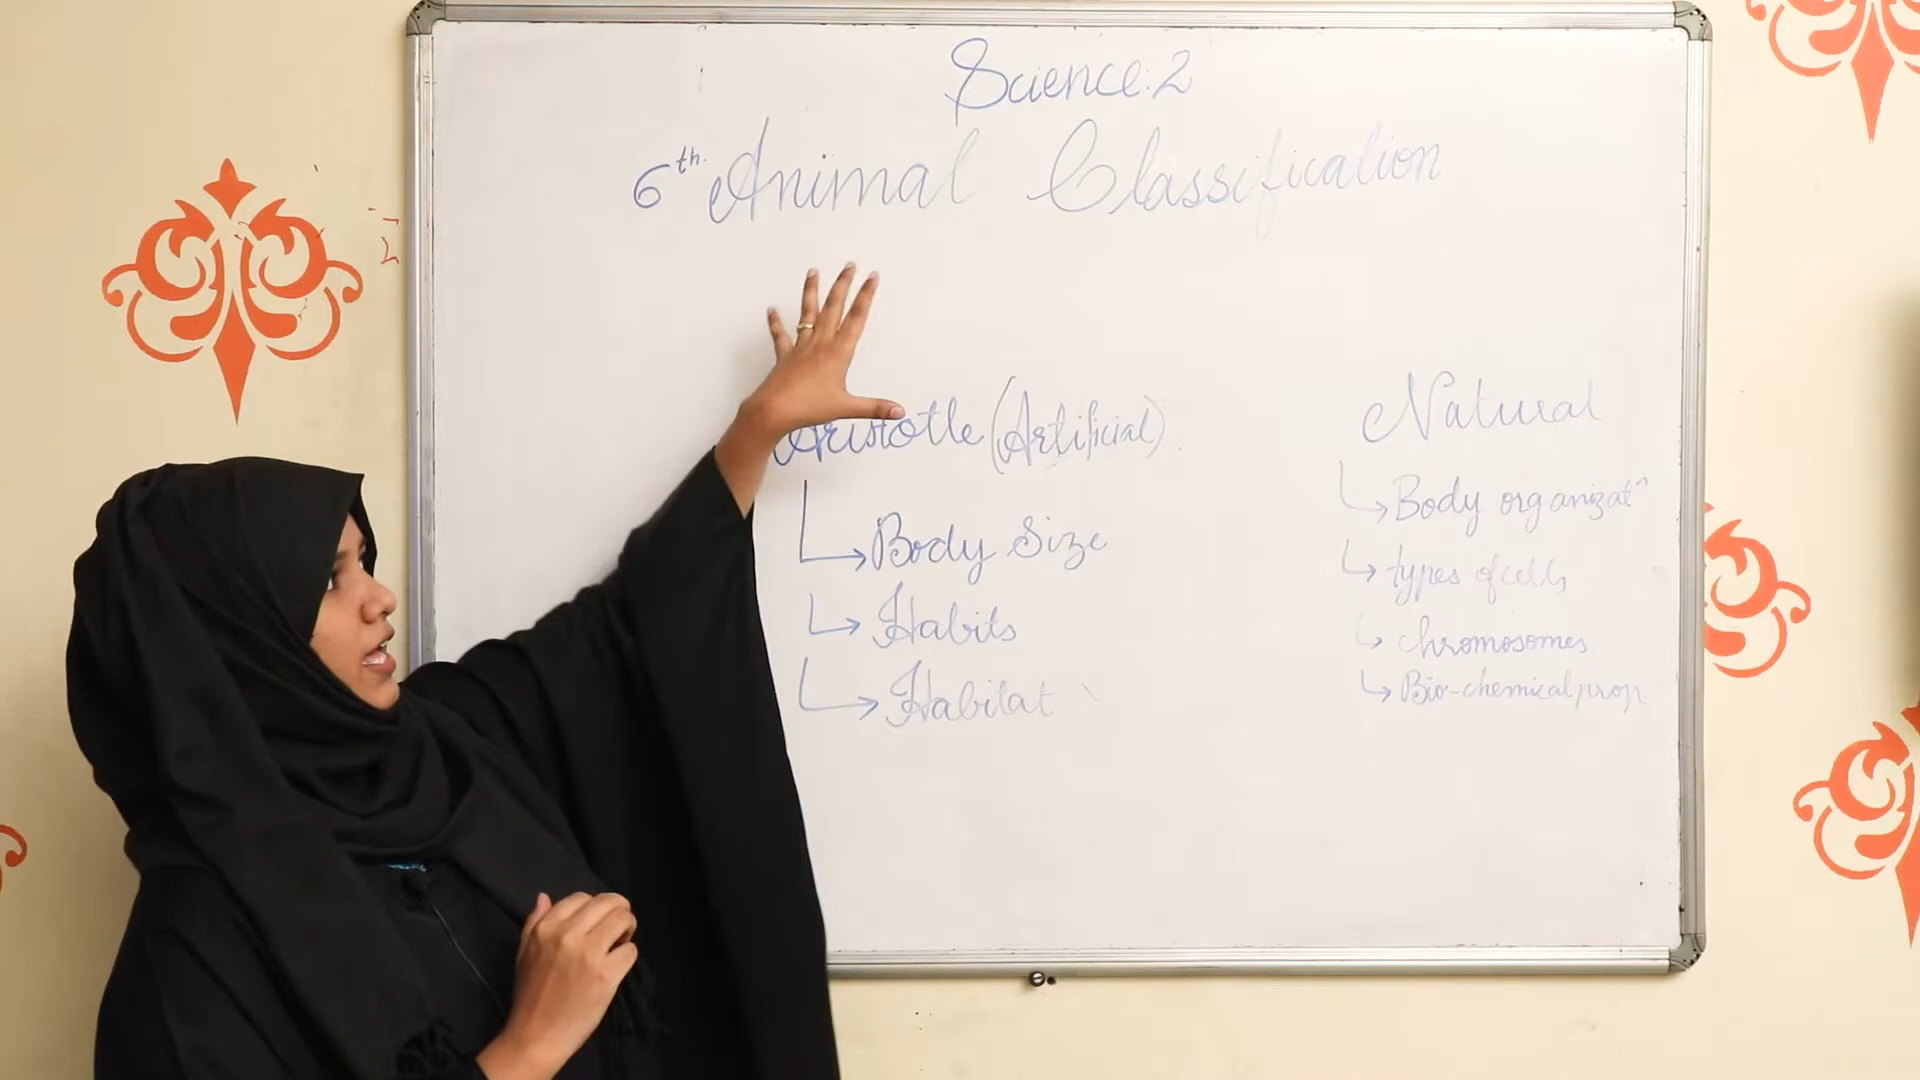 Science:2
6th. Animal Classification
Aristotle (Artificial).
Body Size
Habits
Habitat
Natural
Body organizatn
types of cells
chromosomes
Bio-chemical prop